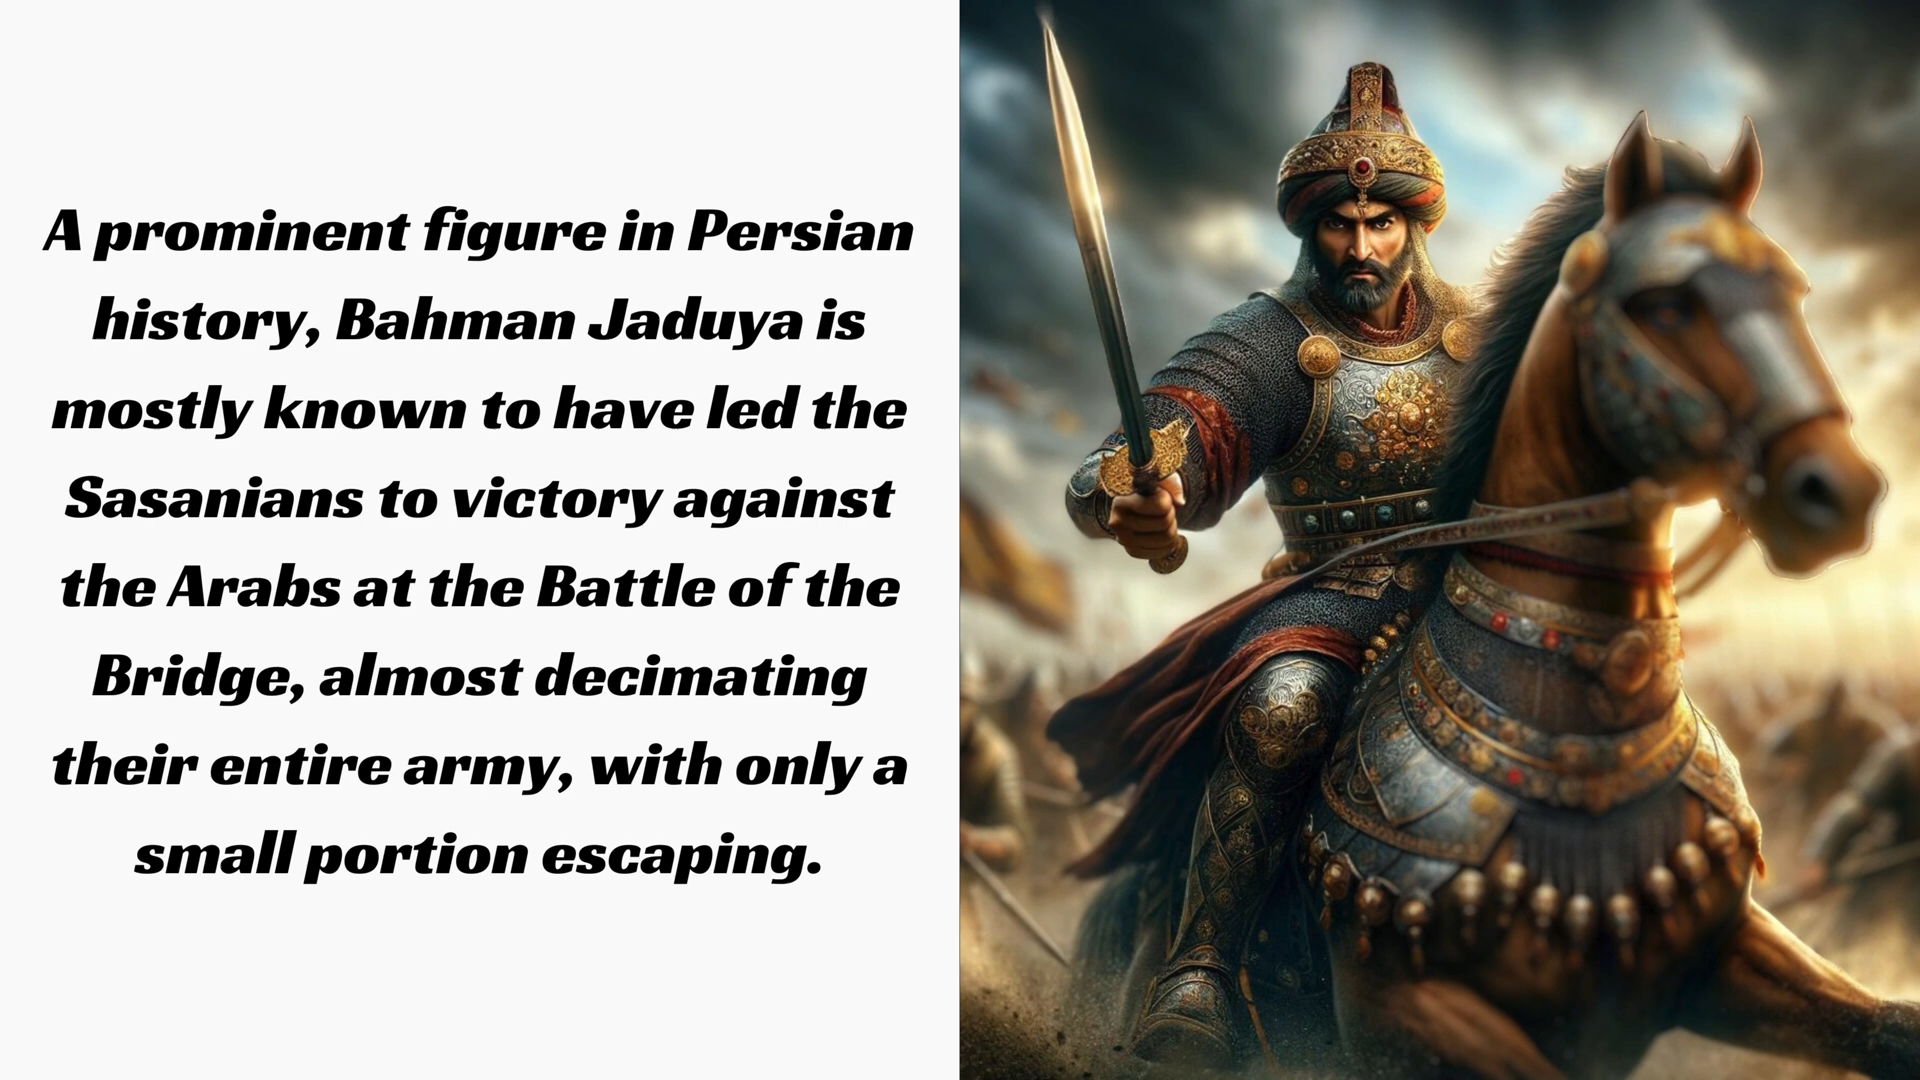 A prominent figure in Persian
history, Bahman Jaduya is
mostly known to have led the
Sasanians to victory against
the Arabs at the Battle of the
Bridge, almost decimating
their entire army, with only a
small portion escaping.